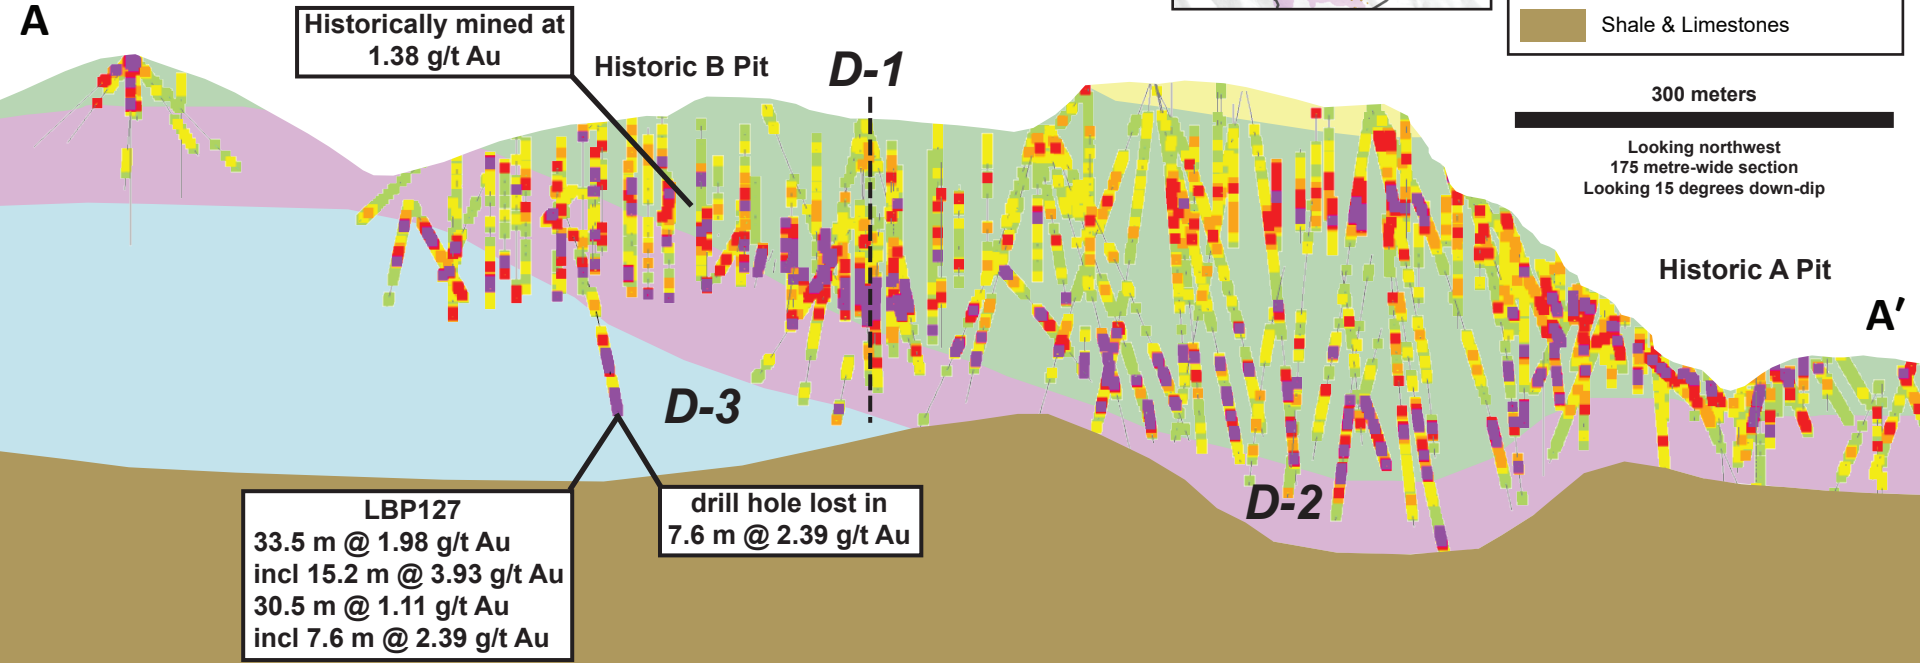 A
Historically mined at
1.38 g/t Au
Historic B Pit
D-1
Shale & Limestones
300 meters
Looking northwest
175 metre-wide section
Looking 15 degrees down-dip
Historic A Pit
A'
D-3
D-2
LBP127
33.5 m @ 1.98 g/t Au
incl 15.2 m @ 3.93 g/t Au
30.5 m @ 1.11 g/t Au
incl 7.6 m @ 2.39 g/t Au
drill hole lost in
7.6 m @ 2.39 g/t Au